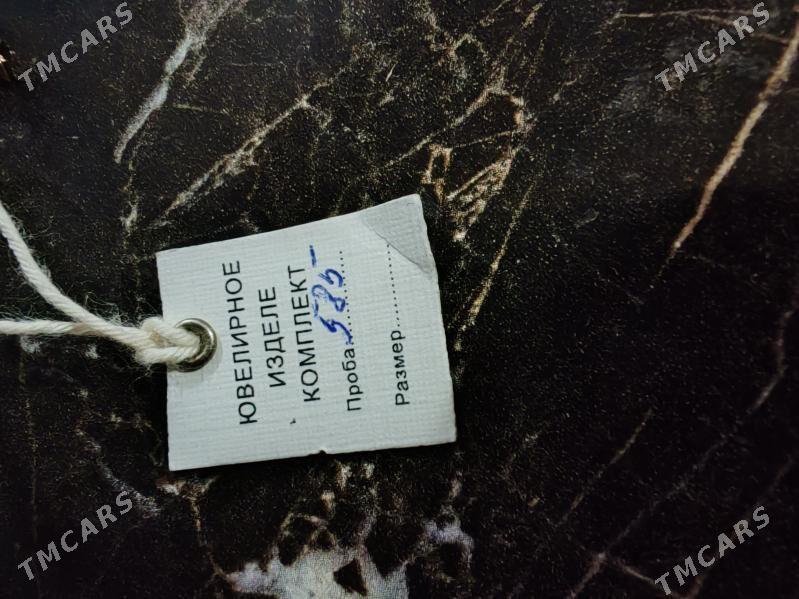 ЮВЕЛИРНОЕ
ИЗДЕЛЕ
КОМПЛЕКТ
Проба 585
Размер
TMCARS
TMCARS
TMCARS
TMCARS